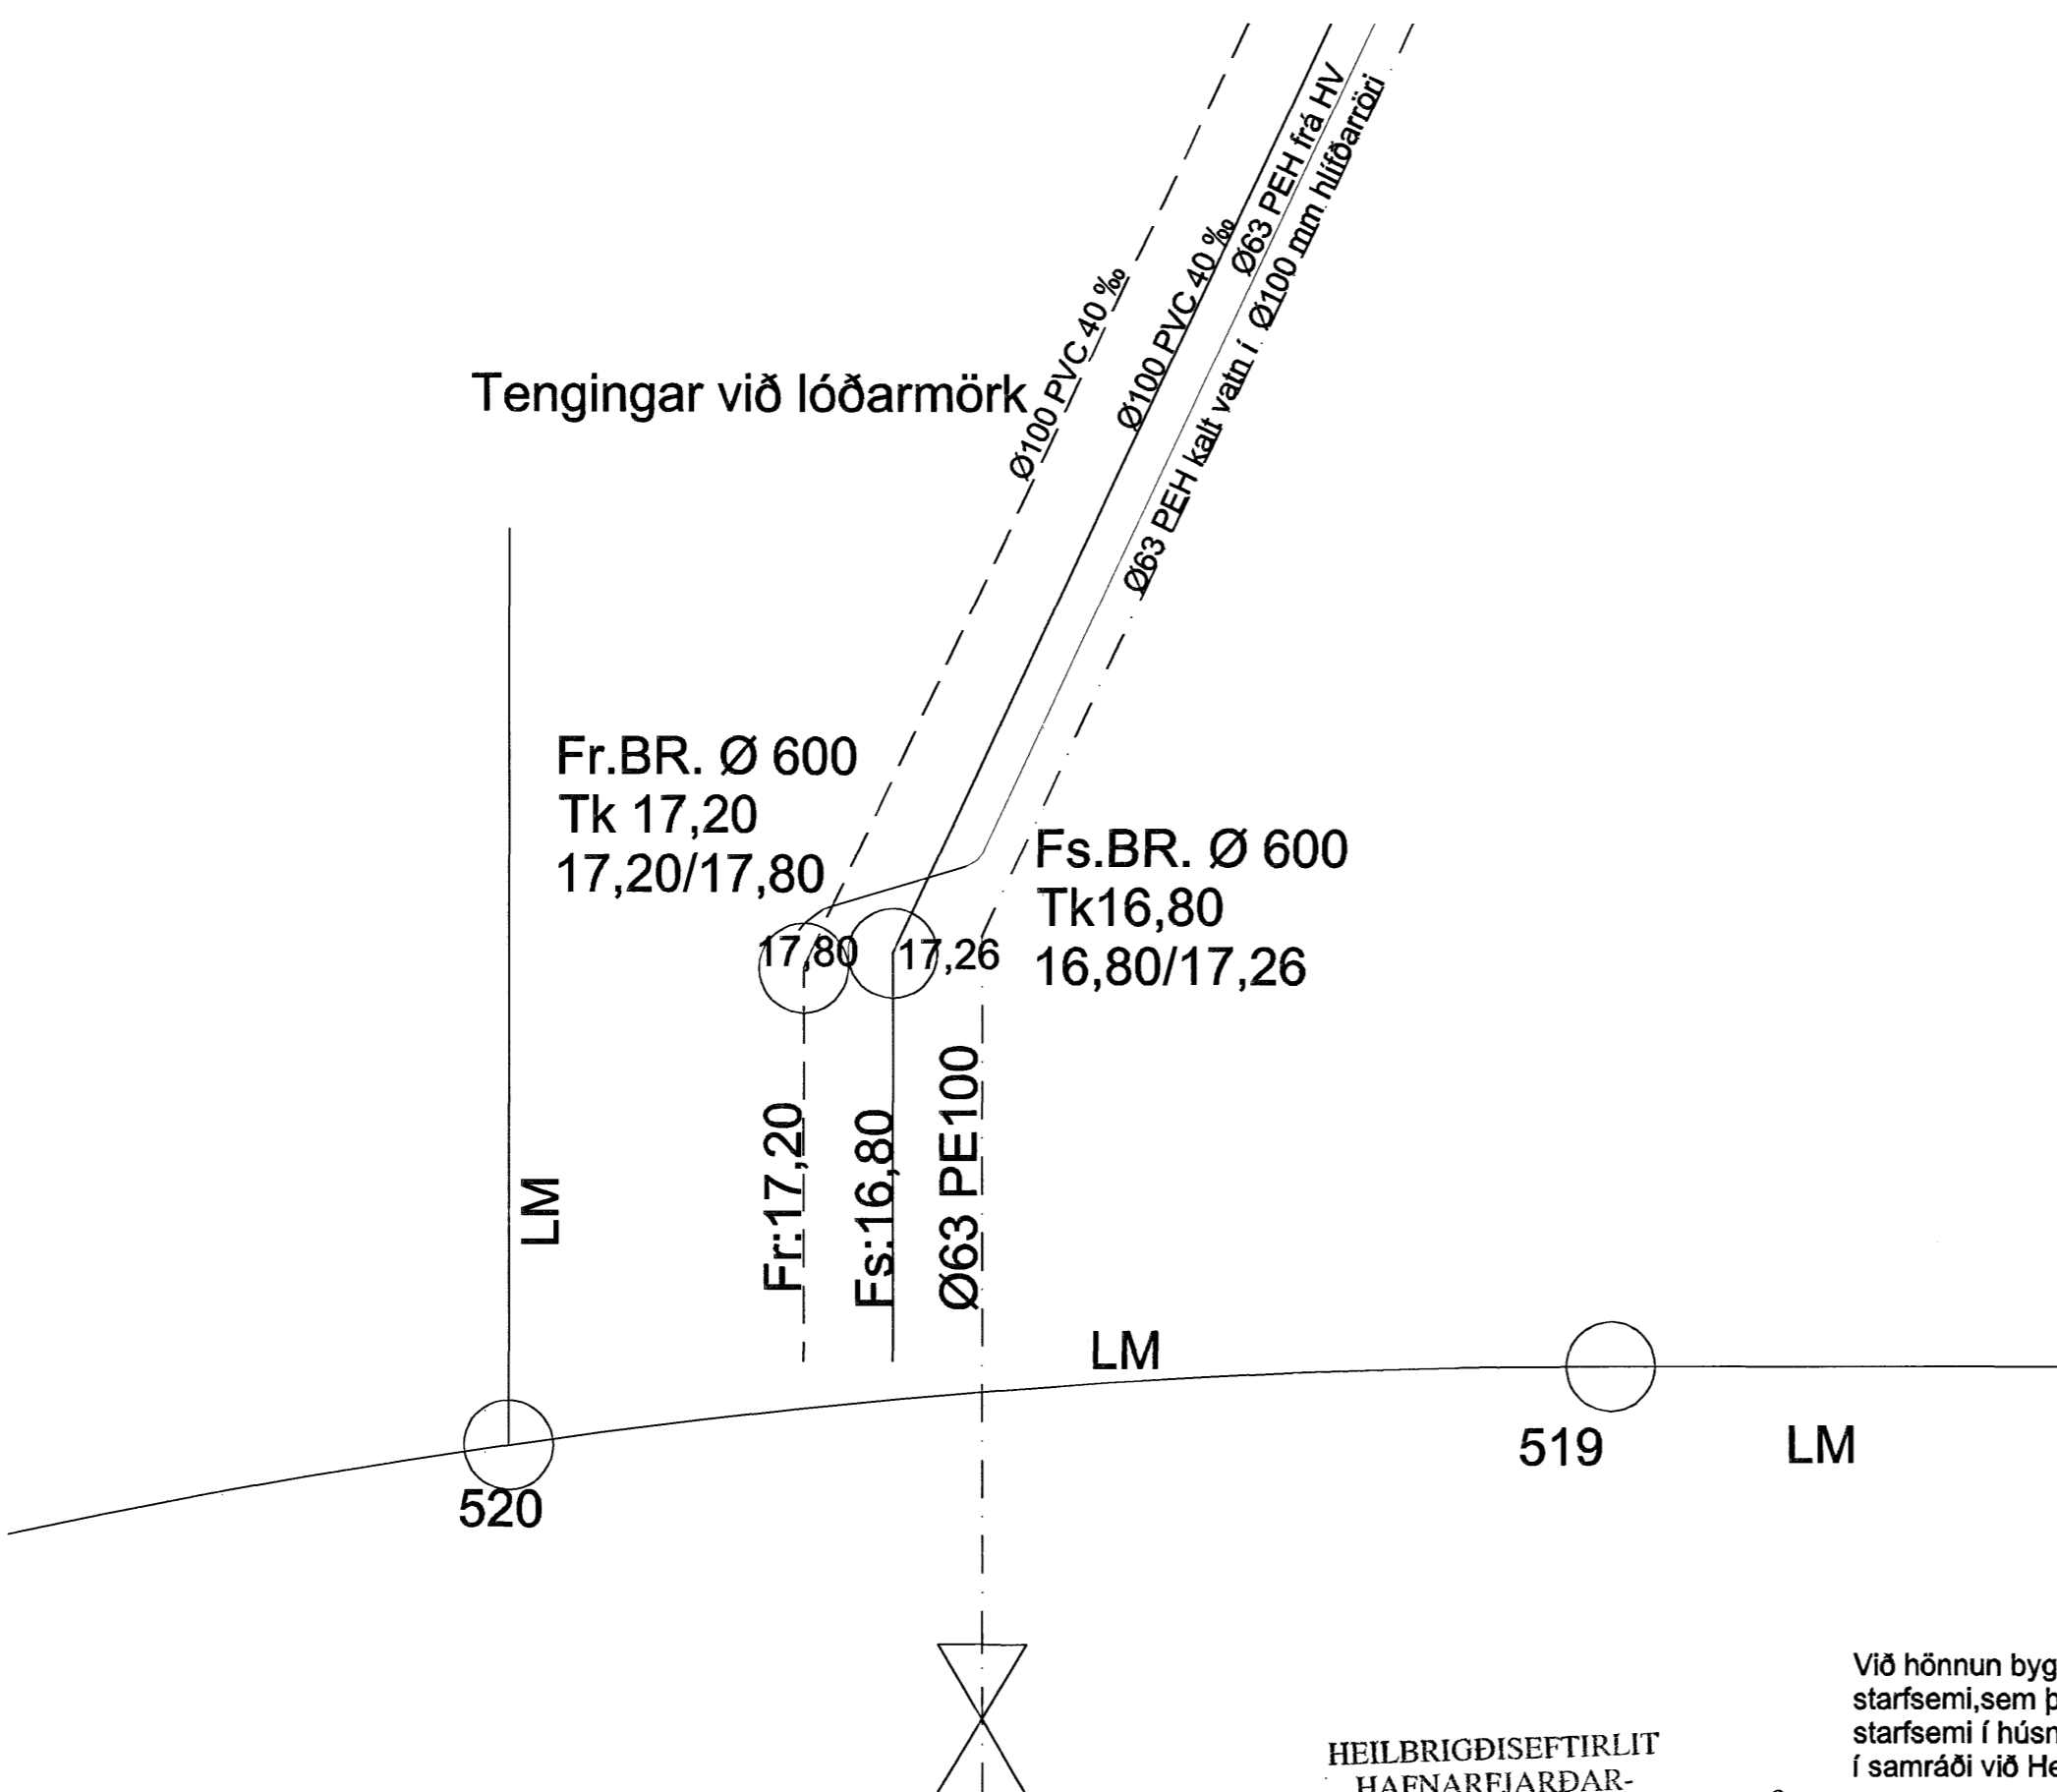 Ø100 PVC 40 ‰
Ø100 PVC 40 ‰
Ø63 PEH frá HV
Ø63 PEH kalt vatn í Ø100 mm hlífðarröri
Tengingar við lóðarmörk
Fr.BR. Ø 600
Tk 17,20
17,20/17,80
Fs.BR. Ø 600
Tk16,80
16,80/17,26
17,80
17,26
Fr:17,20
Fs:16,80
Ø63 PE100
LM
LM
519
LM
520
Við hönnun byg
starfsemi,sem þ
starfsemi í húsn
í samráði við He
HEILBRIGÐISEFTIRLIT
HAFNARFJARÐAR-